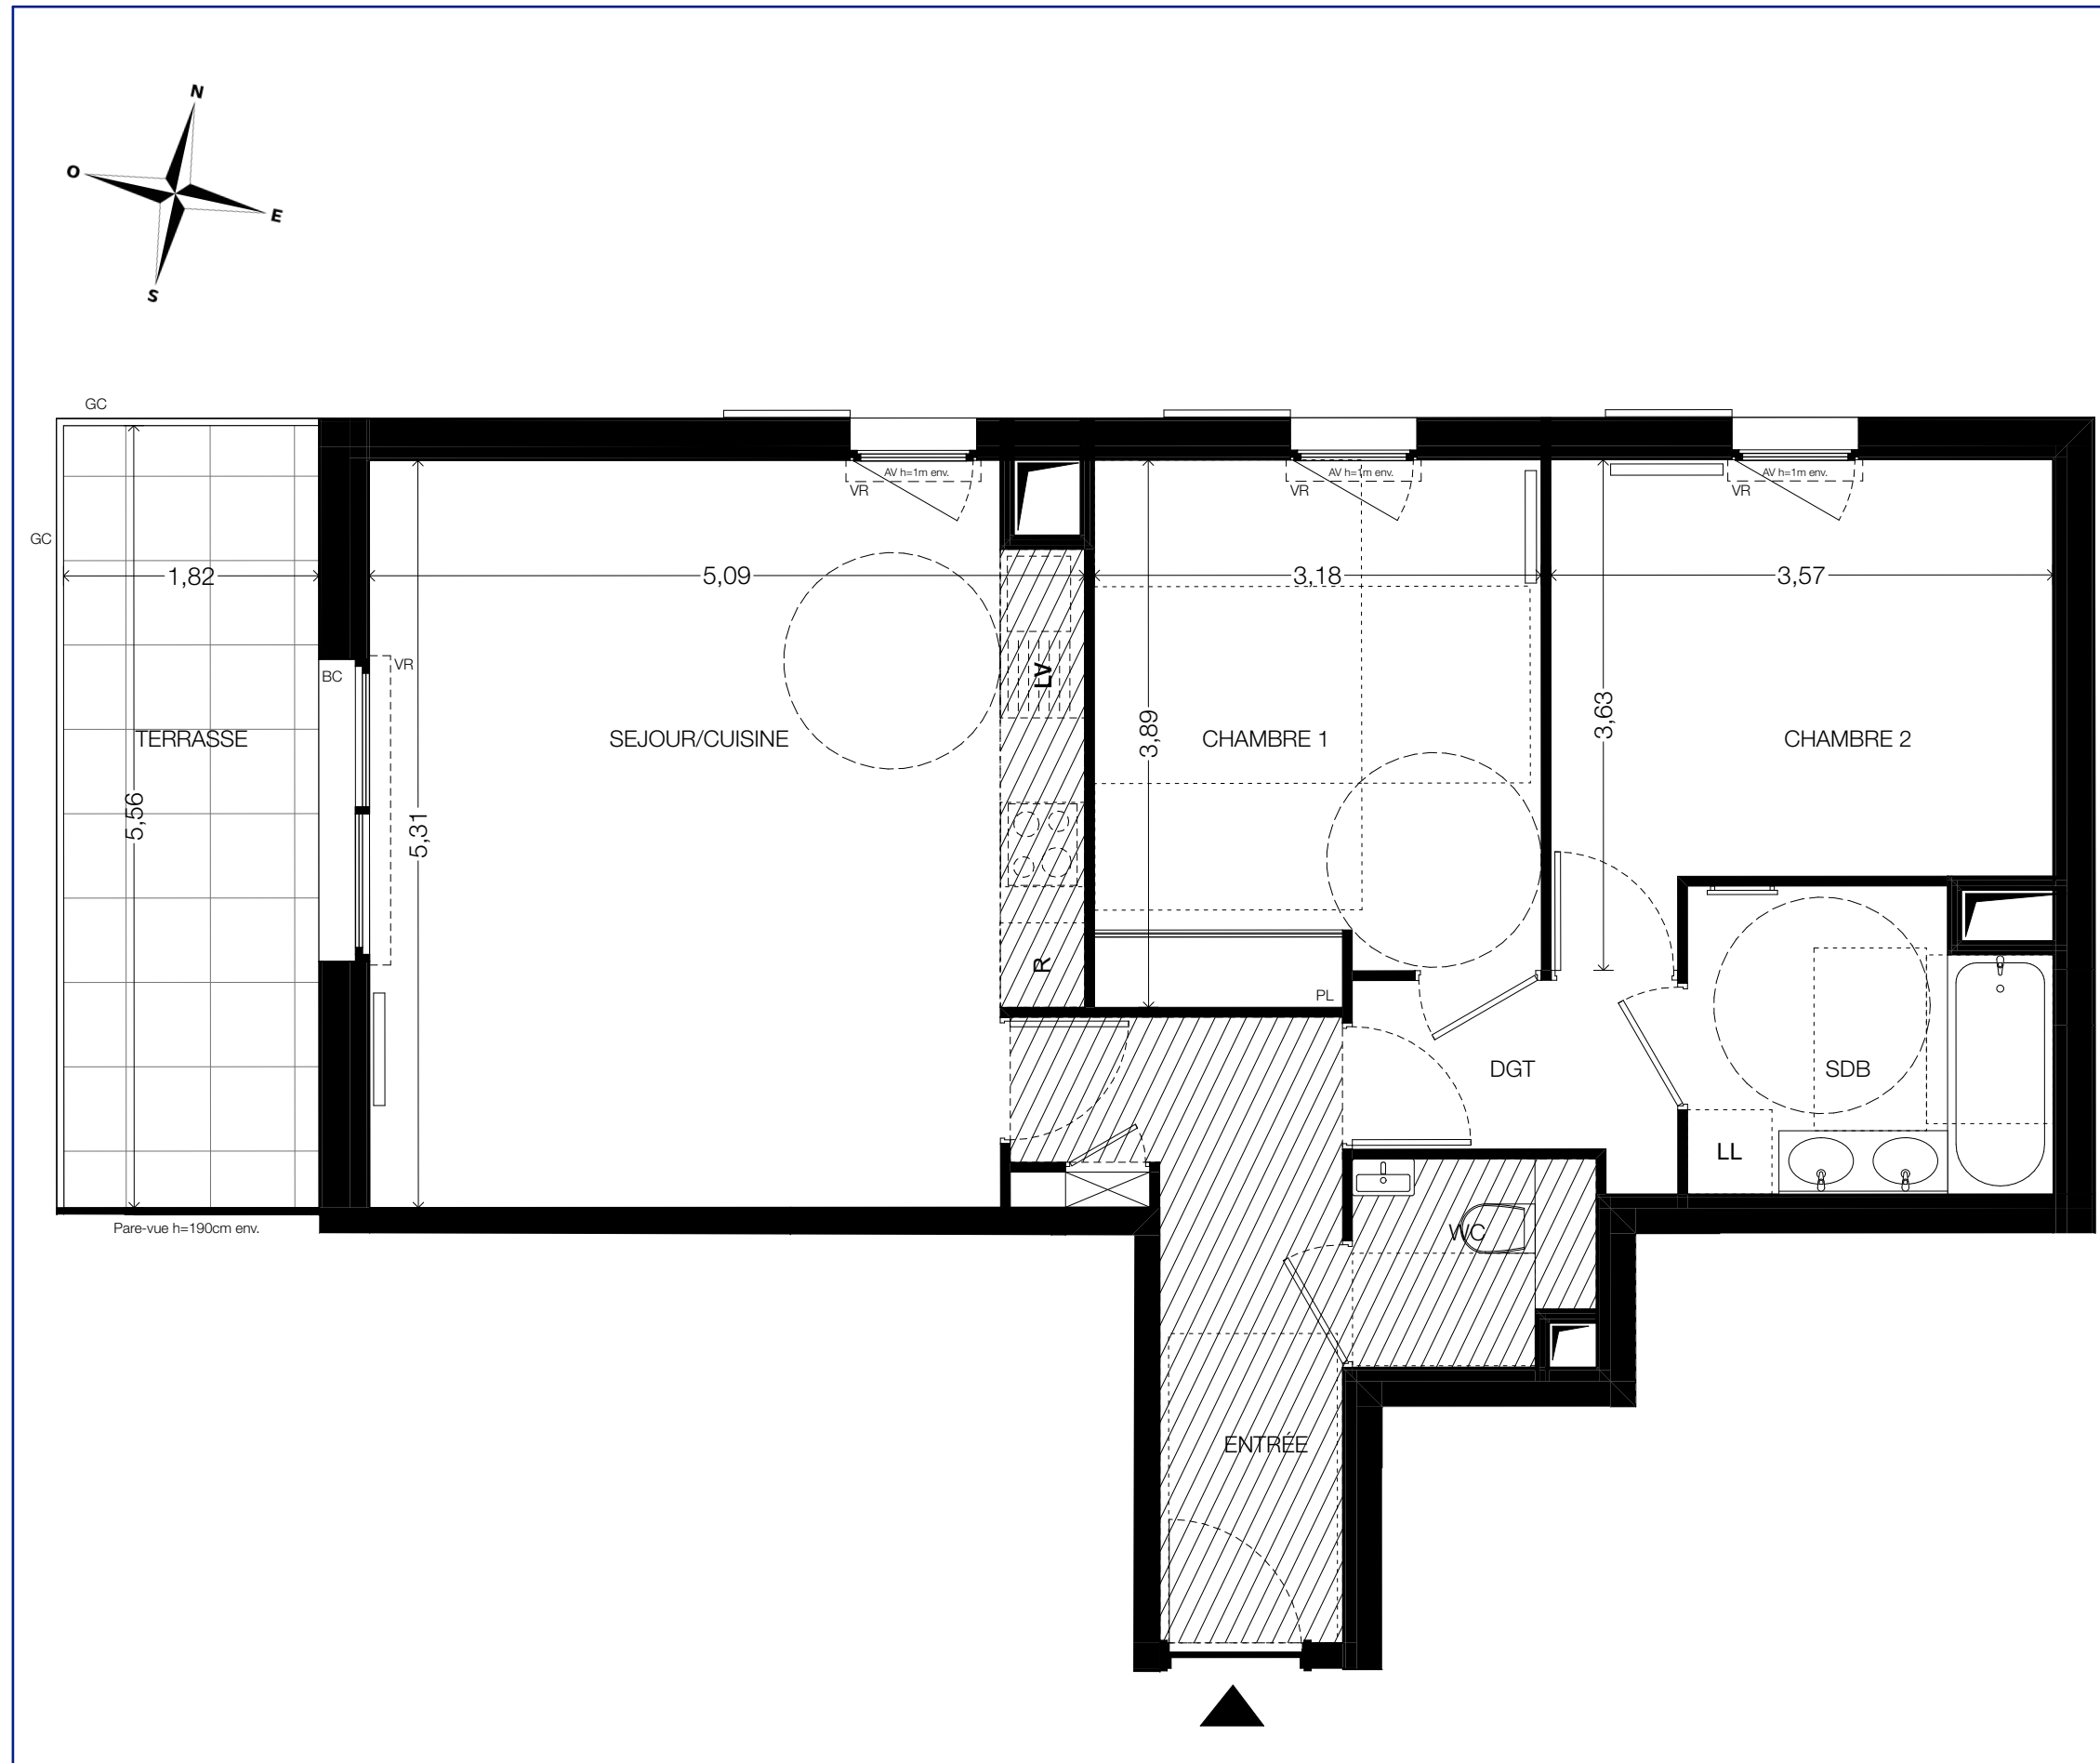 N
O
E
S
GC
GC
AV h=1m env.
VR
AV h=1m env.
VR
AV h=1m env.
VR
1,82
5,09
3,18
3,57
BC
VR
LV
3,89
3,63
TERRASSE
SEJOUR/CUISINE
CHAMBRE 1
CHAMBRE 2
5,56
5,31
R
PL
DGT
SDB
LL
Pare-vue h=190cm env.
WC
ENTRÉE